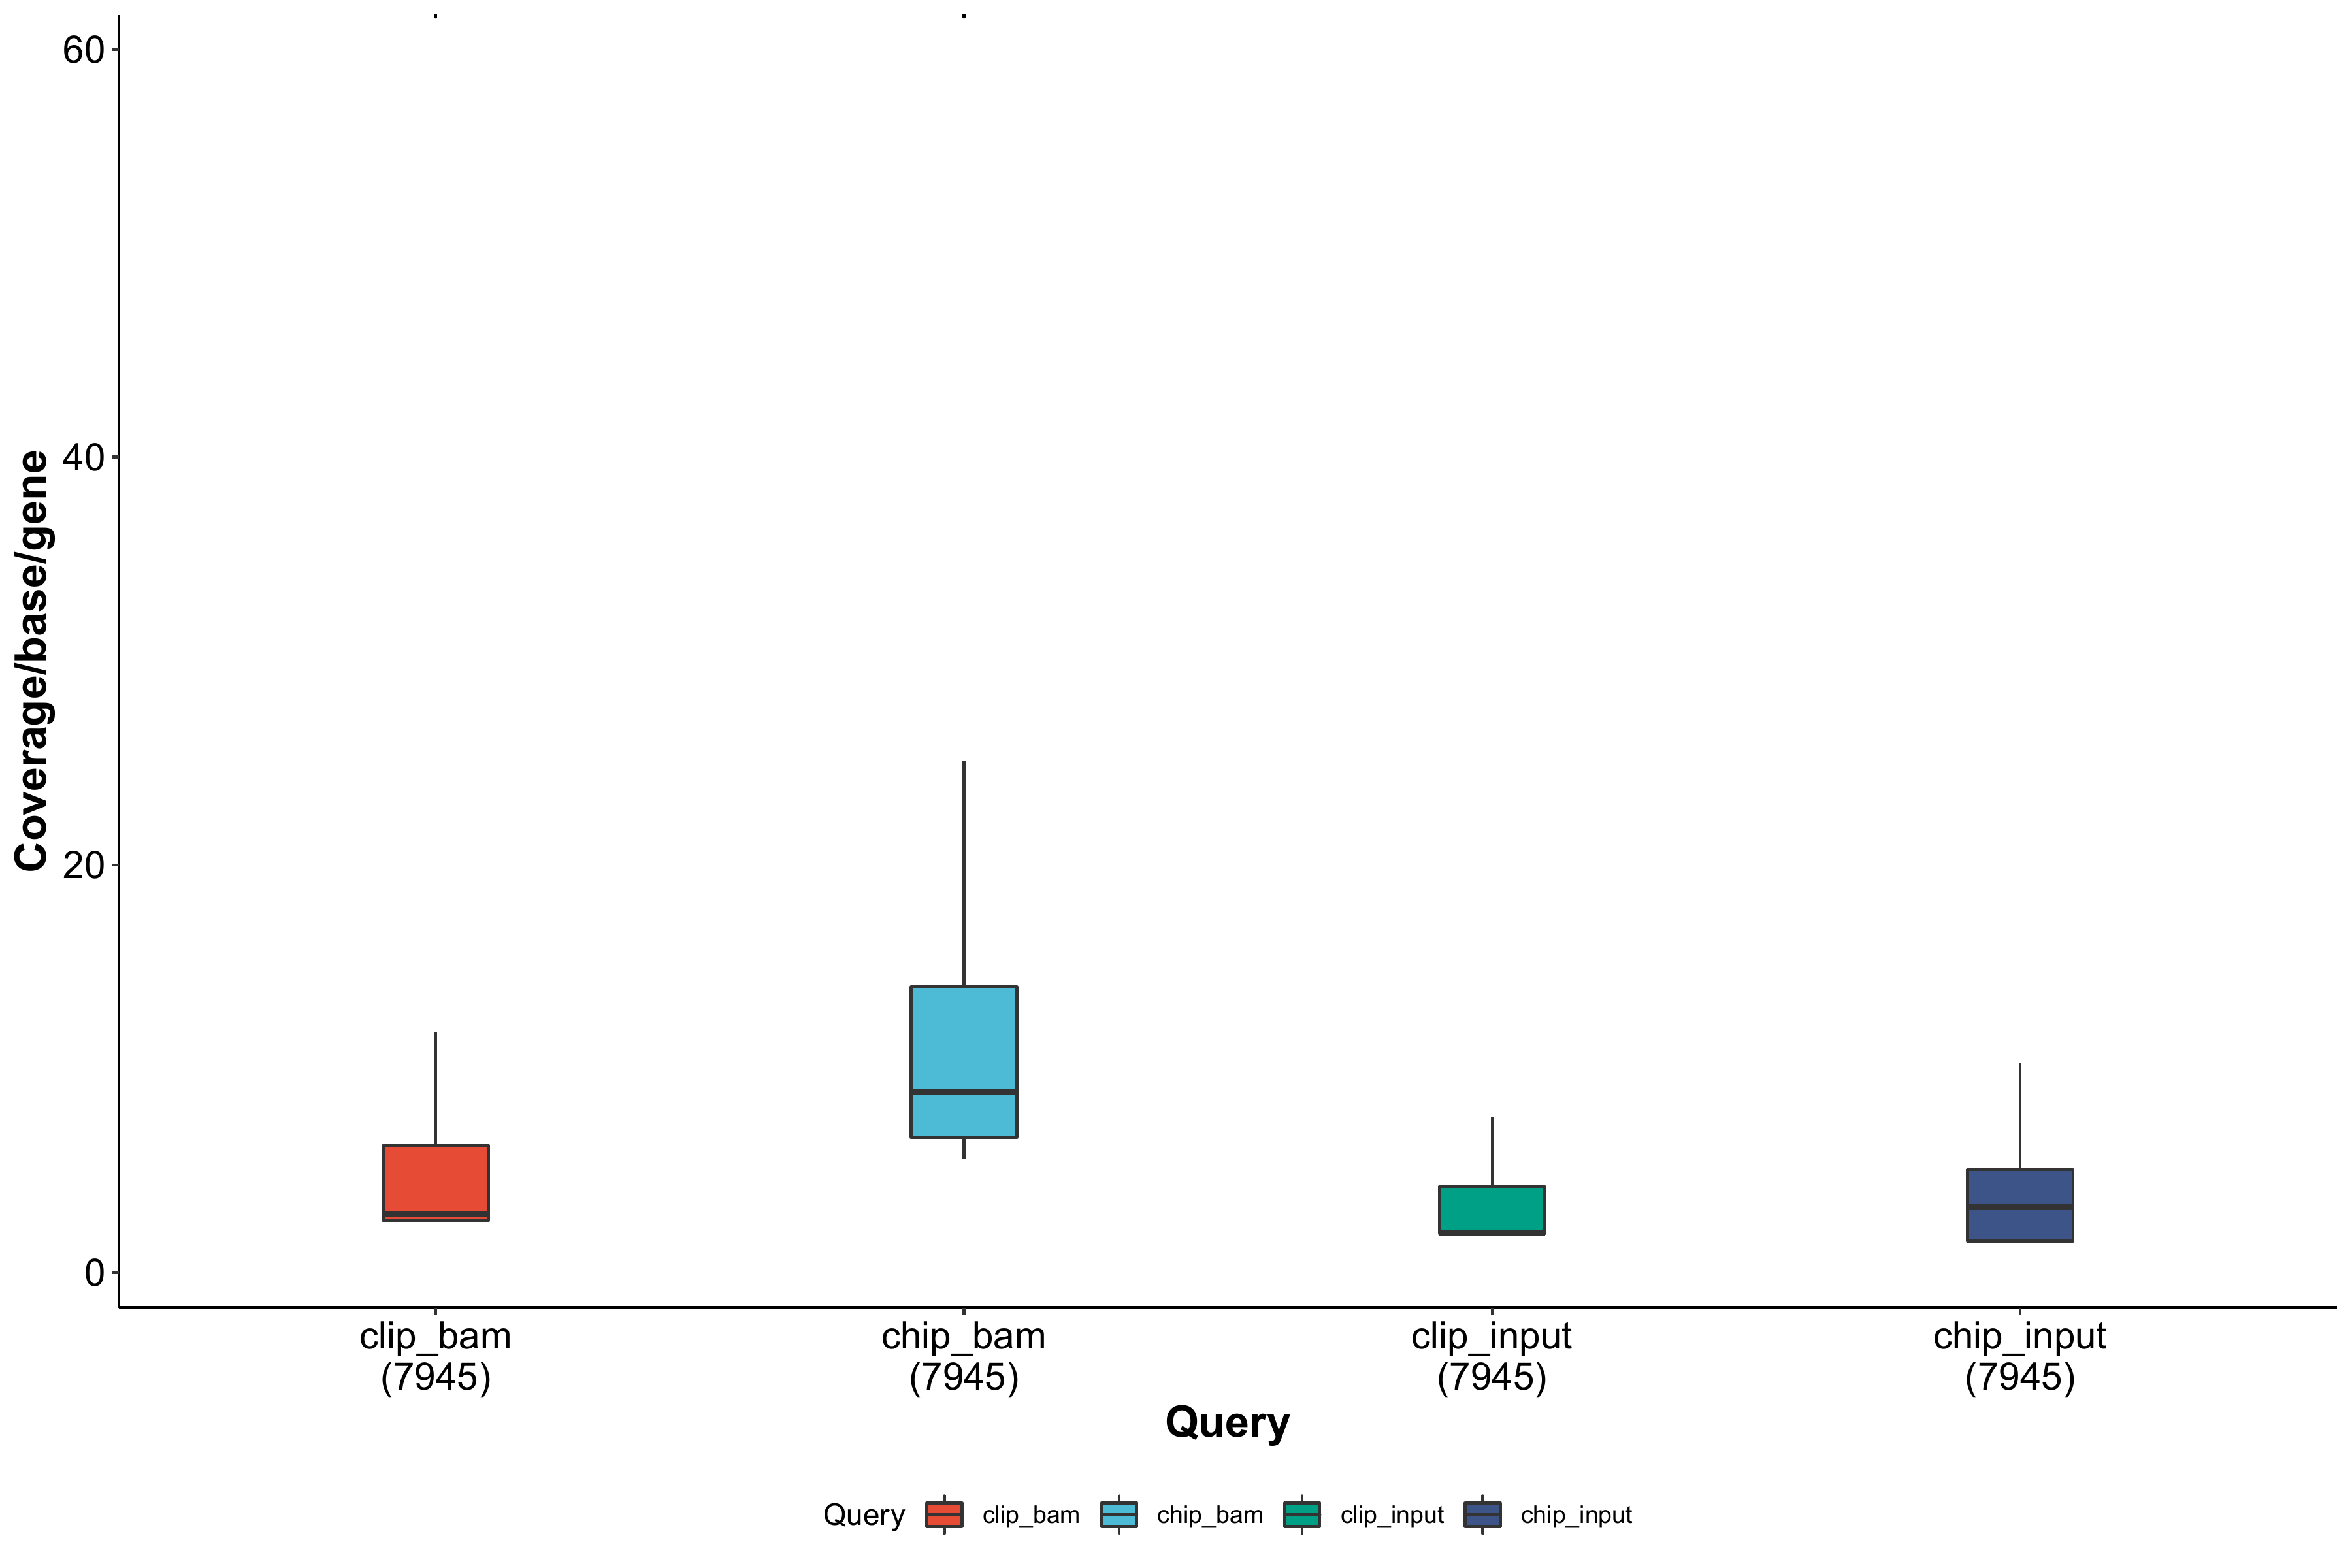 60
40
20
0
Coverage/base/gene
clip_bam chip_bam clip_input chip_input
(7945) (7945) (7945) (7945)
Query
Query clip_bam chip_bam clip_input chip_input